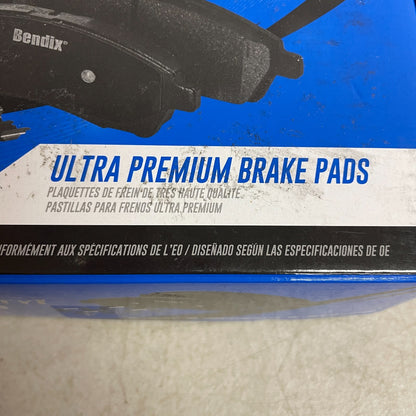 Bendix®
ULTRA PREMIUM BRAKE PADS
PLAQUETTES DE FREIN DE TRÈS HAUTE QUALITÉ
PASTILLAS PARA FRENOS ULTRA PREMIUM
NFORMÉMENT AUX SPÉCIFICATIONS DE L'EO / DISEÑADO SEGÚN LAS ESPECIFICACIONES DE OE